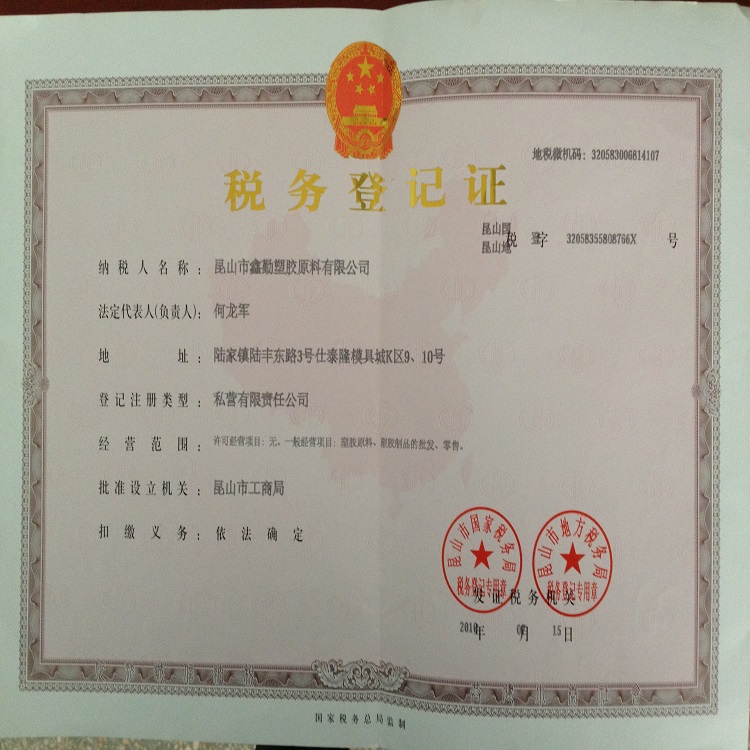 地税微机码：320583006814107
税务登记证
昆山国
昆山地
税 登字 32058355808766X 号
纳税人名称：昆山市鑫勤塑胶原料有限公司
法定代表人(负责人)：何龙军
地址：陆家镇陆丰东路3号仕泰隆模具城K区9、10号
登记注册类型：私营有限责任公司
经营范围：许可经营项目：无。一般经营项目：塑胶原料、塑胶制品的批发、零售。
批准设立机关：昆山市工商局
扣缴义务：依法确定
昆山市国家税务局
税务登记专用章
昆山市地方税务局
税务登记专用章
发证税务机关
2010年 月 15日
国家税务总局监制